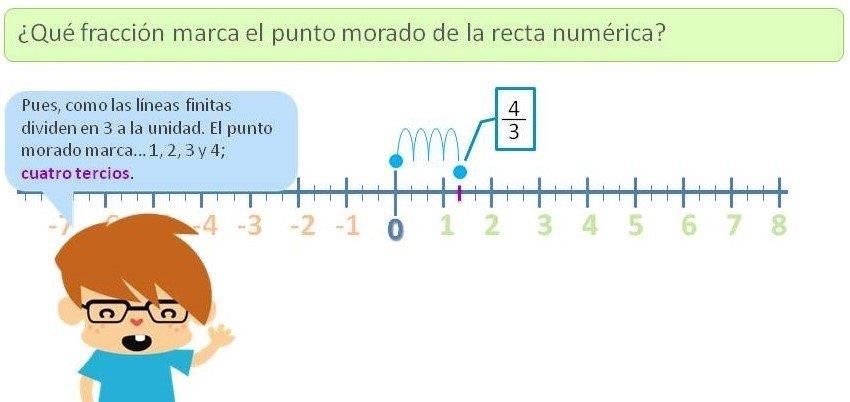 ¿Qué fracción marca el punto morado de la recta numérica?
Pues, como las líneas finitas
dividen en 3 a la unidad. El punto
morado marca... 1, 2, 3 y 4;
cuatro tercios.
4
3
-7 -4 -3 -2 -1 0 1 2 3 4 5 6 7 8